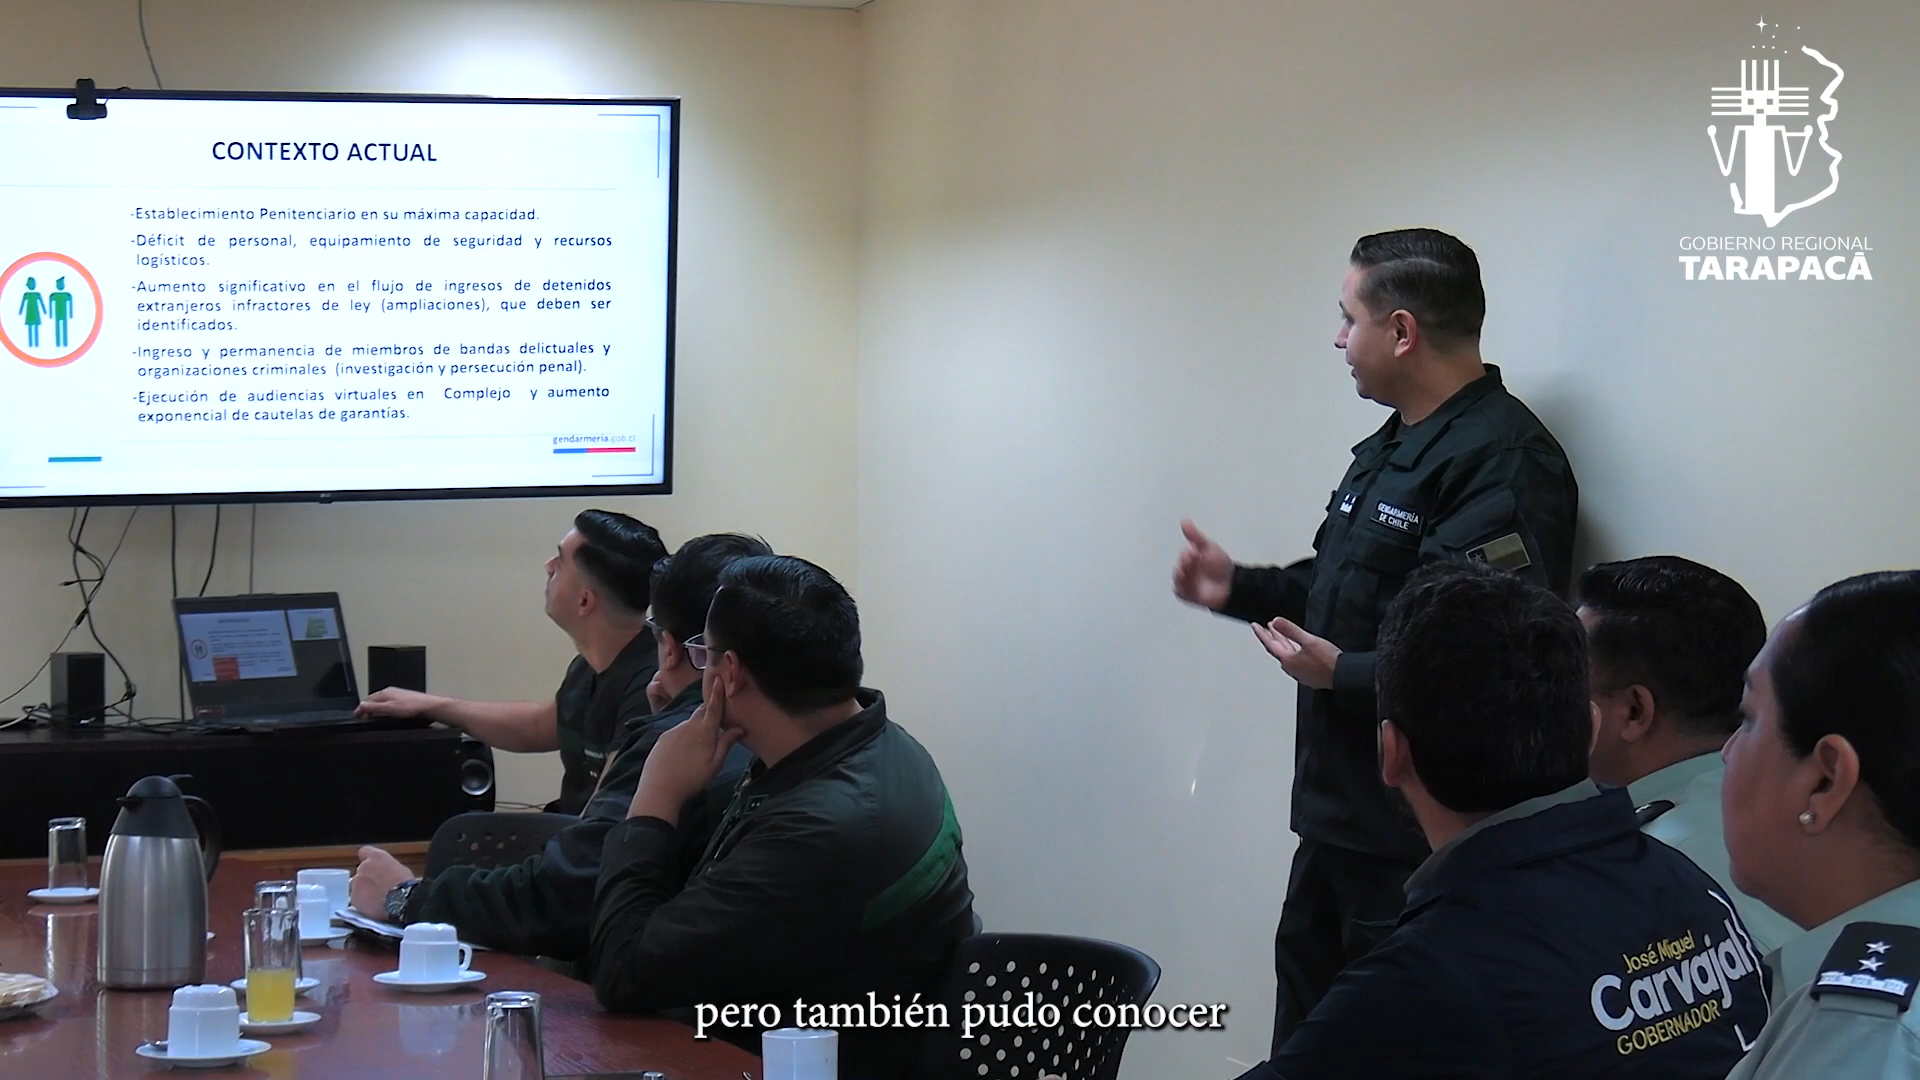 CONTEXTO ACTUAL
-Establecimiento Penitenciario en su máxima capacidad.
-Déficit de personal, equipamiento de seguridad y recursos
logísticos.
-Aumento significativo en el flujo de ingresos de detenidos
extranjeros infractores de ley (ampliaciones), que deben ser
identificados.
-Ingreso y permanencia de miembros de bandas delictuales y
organizaciones criminales (investigación y persecución penal).
-Ejecución de audiencias virtuales en Complejo y aumento
exponencial de cautelas de garantías.
gendarmeria.gob.cl
GOBIERNO REGIONAL
TARAPACĀ
GENDARMERÍA
DE CHILE
José Miguel
Carvajal
GOBERNADOR
pero también pudo conocer